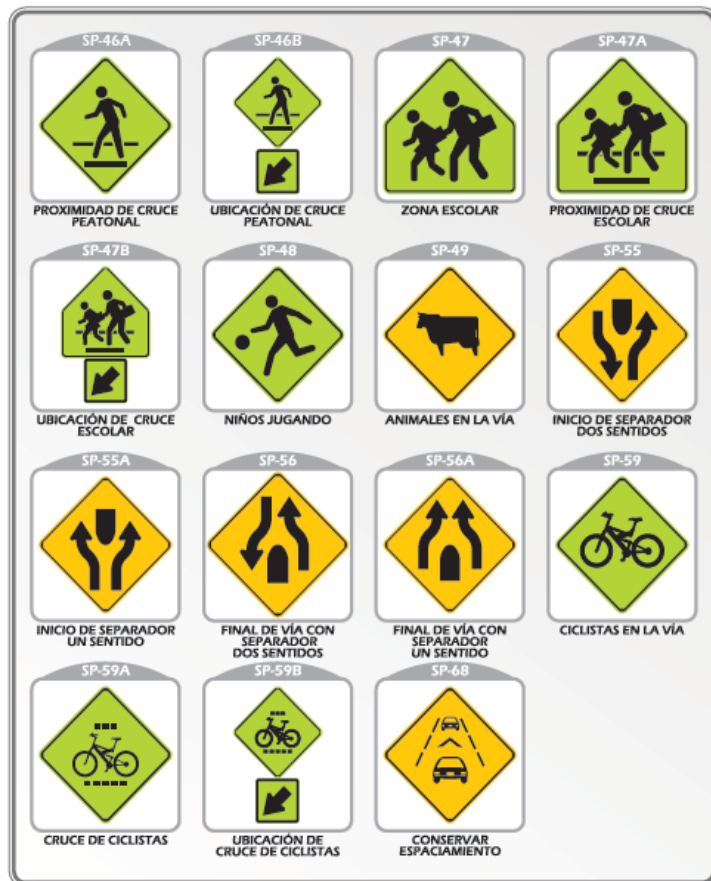 SP-46A
PROXIMIDAD DE CRUCE
PEATONAL
SP-46B
UBICACIÓN DE CRUCE
PEATONAL
SP-47
ZONA ESCOLAR
SP-47A
PROXIMIDAD DE CRUCE
ESCOLAR
SP-47B
UBICACIÓN DE CRUCE
ESCOLAR
SP-48
NIÑOS JUGANDO
SP-49
ANIMALES EN LA VÍA
SP-55
INICIO DE SEPARADOR
DOS SENTIDOS
SP-55A
INICIO DE SEPARADOR
UN SENTIDO
SP-56
FINAL DE VÍA CON
SEPARADOR
DOS SENTIDOS
SP-56A
FINAL DE VÍA CON
SEPARADOR
UN SENTIDO
SP-59
CICLISTAS EN LA VÍA
SP-59A
CRUCE DE CICLISTAS
SP-59B
UBICACIÓN DE
CRUCE DE CICLISTAS
SP-68
CONSERVAR
ESPACIAMIENTO